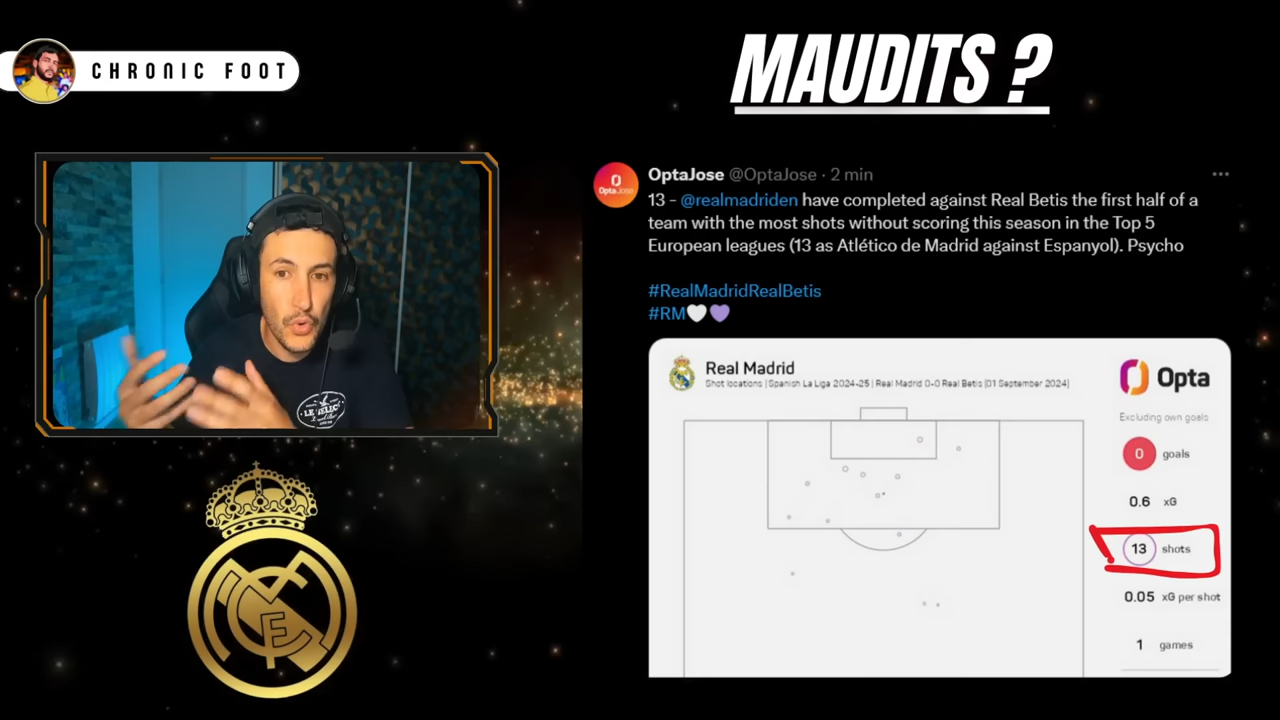 CHRONIC FOOT
MAUDITS ?
OptaJose @OptaJose · 2 min
13 - @realmadriden have completed against Real Betis the first half of a
team with the most shots without scoring this season in the Top 5
European leagues (13 as Atlético de Madrid against Espanyol). Psycho
#RealMadridRealBetis
#RM🤍💜
Real Madrid
Shot locations | Spanish La Liga 2024-25 | Real Madrid 0-0 Real Betis (01 September 2024)
Opta
Excluding own goals
0 goals
0.6 xG
13 shots
0.05 xG per shot
1 games
OptaJose